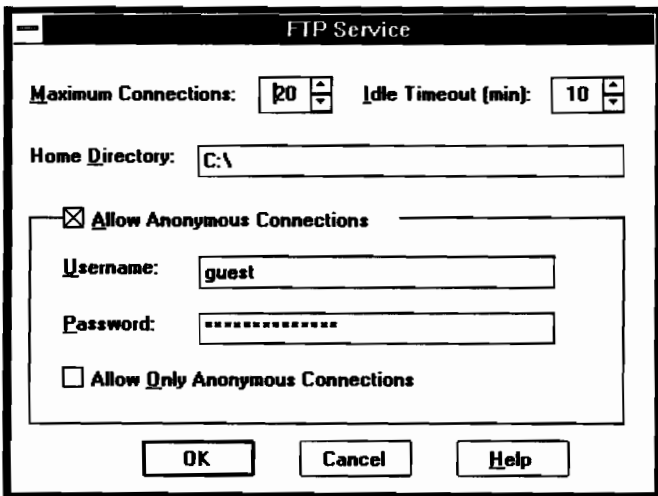 FTP Service
Maximum Connections: 20 Idle Timeout (min): 10
Home Directory: C:\
Allow Anonymous Connections
Username: guest
Password: **************
Allow Only Anonymous Connections
OK Cancel Help